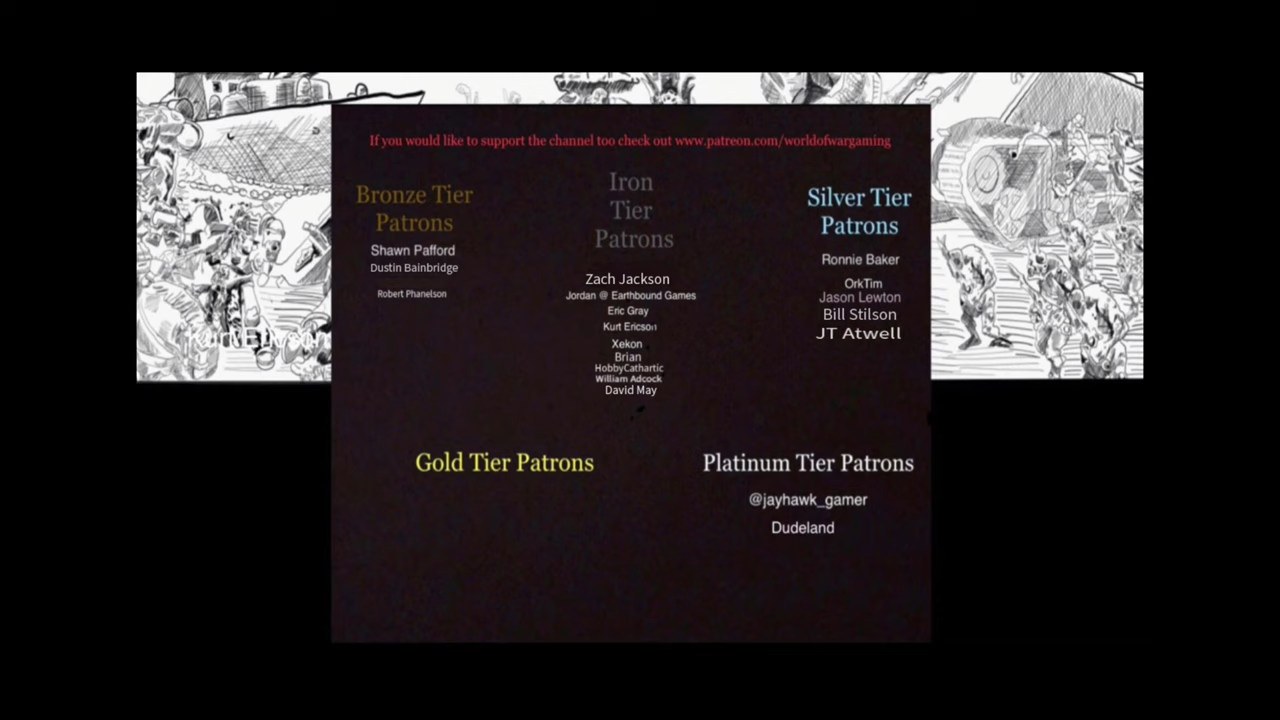 If you would like to support the channel too check out www.patreon.com/worldofwargaming
Bronze Tier
Patrons
Shawn Pafford
Dustin Bainbridge
Robert Phanelson
Iron
Tier
Patrons
Zach Jackson
Jordan @ Earthbound Games
Eric Gray
Kurt Ericson
Xekon
Brian
HobbyCathartic
William Adcock
David May
Silver Tier
Patrons
Ronnie Baker
OrkTim
Jason Lewton
Bill Stilson
JT Atwell
Kurt Ericson
Gold Tier Patrons
Platinum Tier Patrons
@jayhawk_gamer
Dudeland